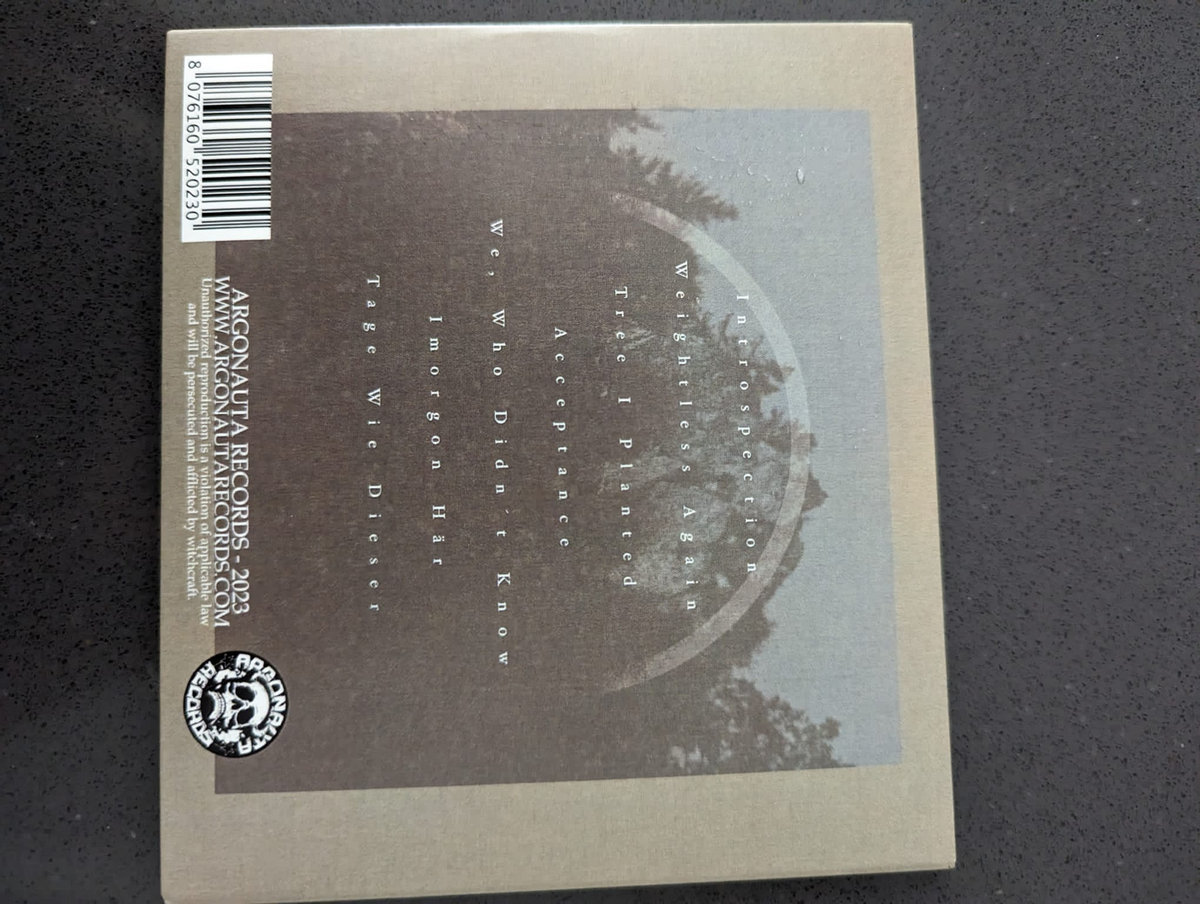 Introspection
Weightless Again
Tree I Planted
Acceptance
We, Who Didn´t Know
Imorgon Här
Tage Wie Dieser
8 076160 520230
ARGONAUTA RECORDS - 2023
WWW.ARGONAUTARECORDS.COM
Unauthorized reproduction is a violation of applicable law
and will be persecuted and afflicted by witchcraft.
ARGONAUTA
RECORDS